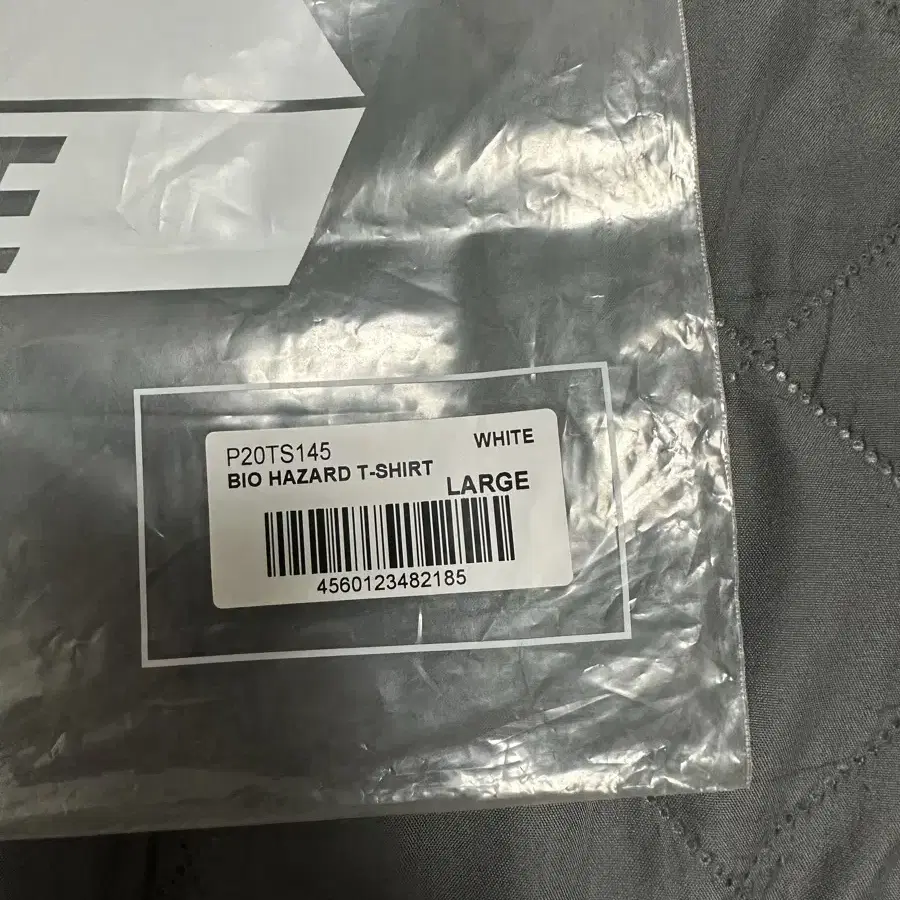 E
P20TS145
WHITE
BIO HAZARD T-SHIRT
LARGE
4560123482185